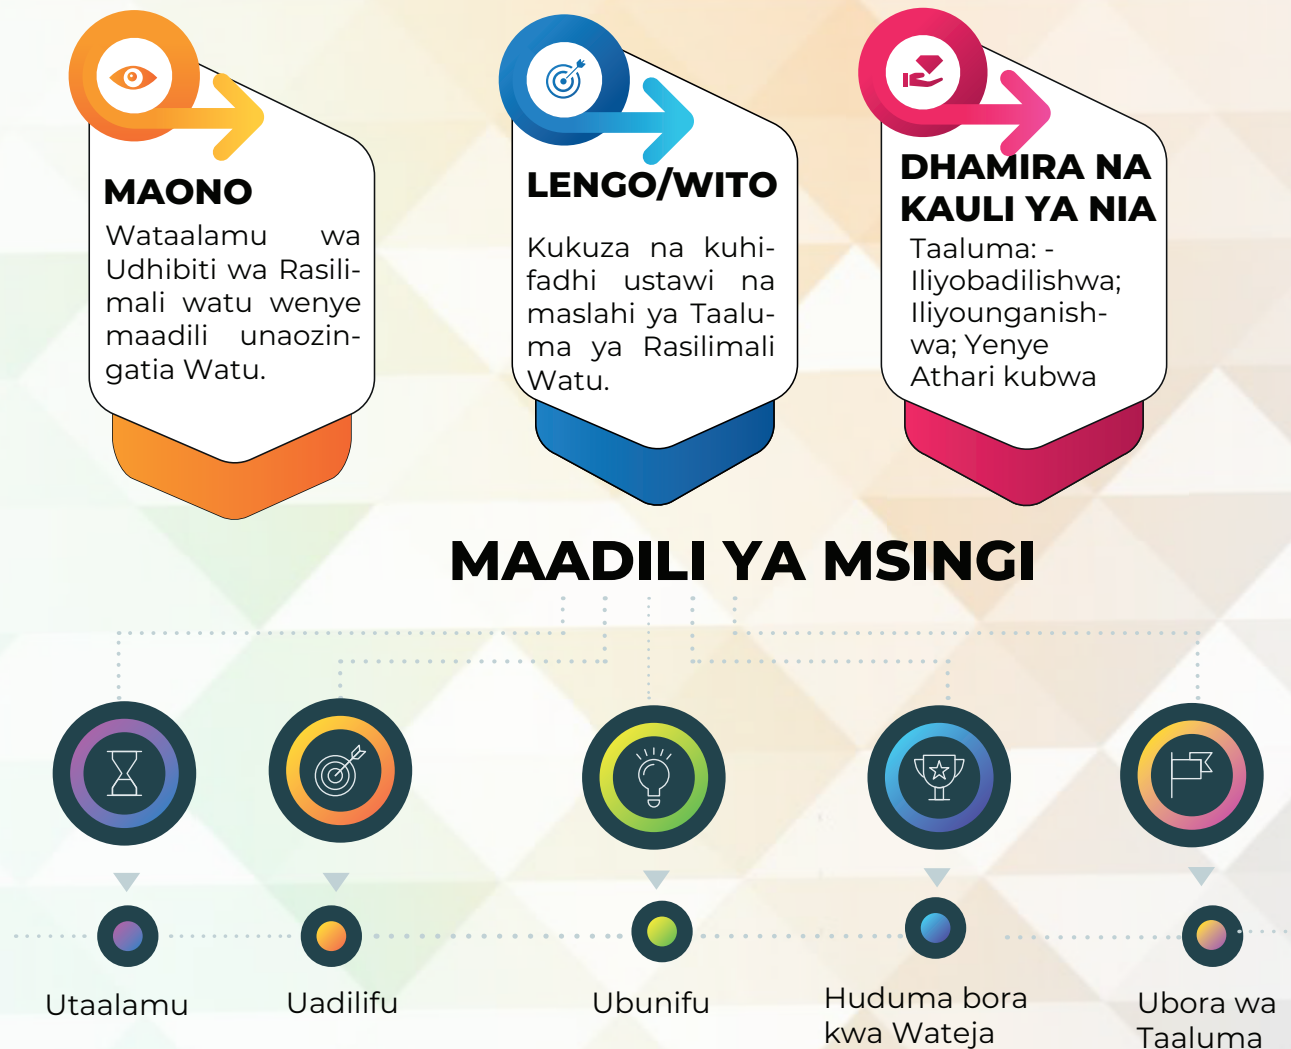 MAONO
Wataalamu wa
Udhibiti wa Rasili-
mali watu wenye
maadili unaozin-
gatia Watu.
LENGO/WITO
Kukuza na kuhi-
fadhi ustawi na
maslahi ya Taalu-
ma ya Rasilimali
Watu.
DHAMIRA NA
KAULI YA NIA
Taaluma: -
Iliyobadilishwa;
Iliyounganish-
wa; Yenye
Athari kubwa
MAADILI YA MSINGI
Utaalamu
Uadilifu
Ubunifu
Huduma bora
kwa Wateja
Ubora wa
Taaluma